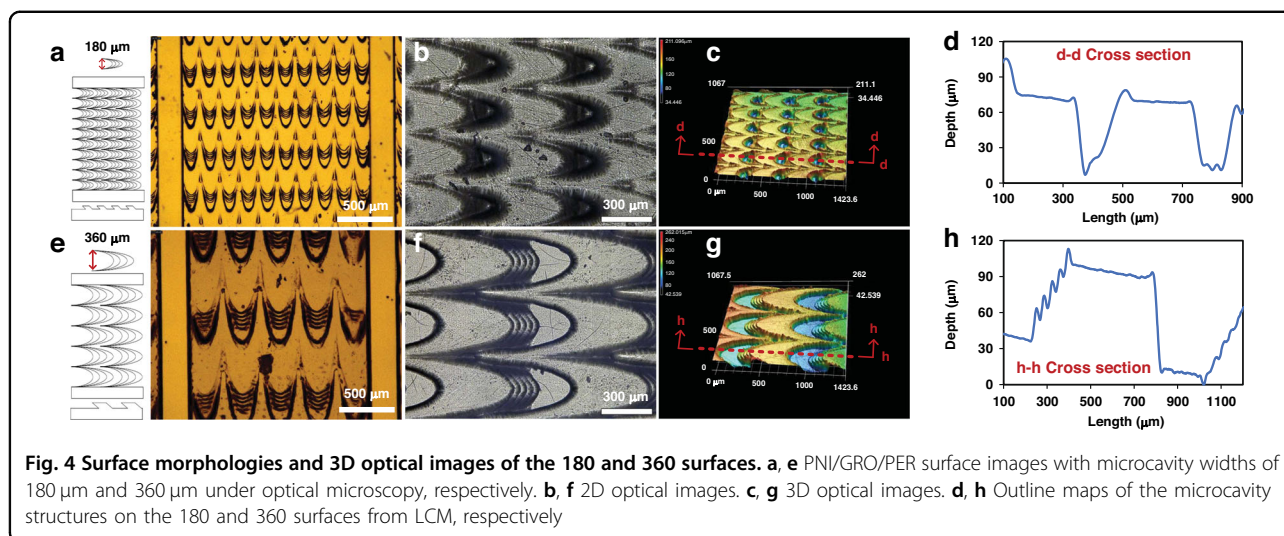 a
180 µm
500 µm
b
300 µm
c
211.096µm
160
120
80
34.446
1067
211.1
34.446
500
d
d
d
d
0
0 µm
500
1000
1423.6
d
d-d Cross section
Depth (µm)
120
90
60
30
0
100
300
500
700
900
Length (µm)
e
360 µm
500 µm
f
300 µm
g
262.015µm
240
200
160
120
80
42.539
1067.5
262
42.539
500
h
h
h
h
0
0 µm
500
1000
1423.6
h
h-h Cross section
Depth (µm)
120
90
60
30
0
100
300
500
700
900
1100
Length (µm)
Fig. 4 Surface morphologies and 3D optical images of the 180 and 360 surfaces. a, e PNI/GRO/PER surface images with microcavity widths of
180 µm and 360 µm under optical microscopy, respectively. b, f 2D optical images. c, g 3D optical images. d, h Outline maps of the microcavity
structures on the 180 and 360 surfaces from LCM, respectively